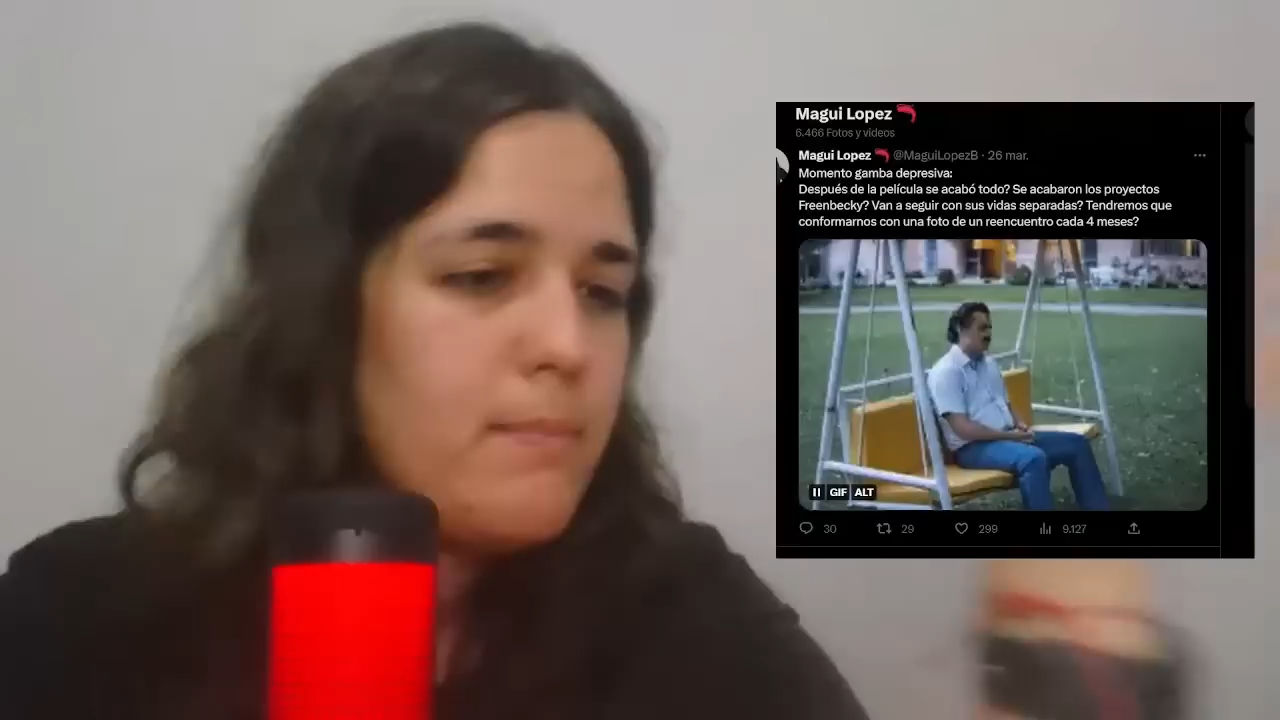 Magui Lopez
6.466 Fotos y videos
Magui Lopez @MaguiLopezB · 26 mar.
Momento gamba depresiva:
Después de la película se acabó todo? Se acabaron los proyectos
Freenbecky? Van a seguir con sus vidas separadas? Tendremos que
conformarnos con una foto de un reencuentro cada 4 meses?
GIF ALT
30 29 299 9.127